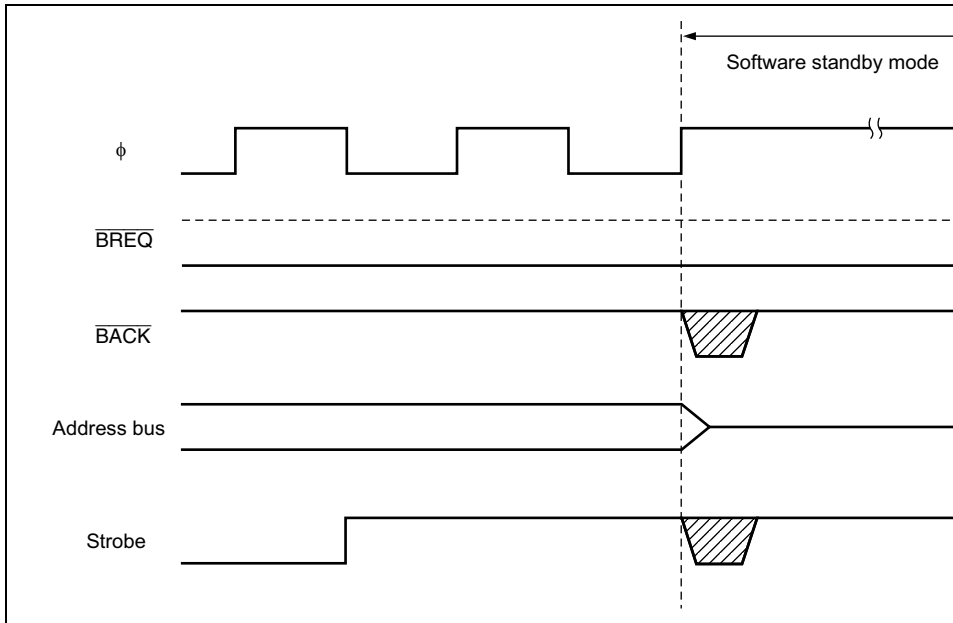 Software standby mode
ϕ
BREQ
BACK
Address bus
Strobe